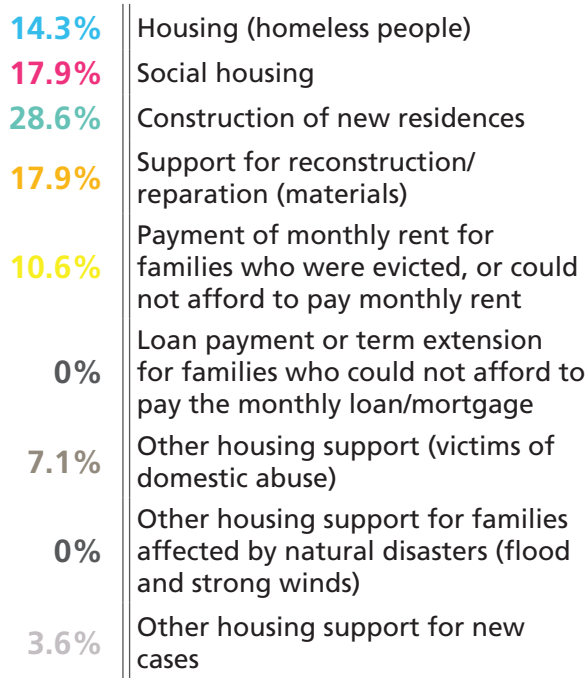 14.3% Housing (homeless people)
17.9% Social housing
28.6% Construction of new residences
17.9% Support for reconstruction/
reparation (materials)
10.6% Payment of monthly rent for
families who were evicted, or could
not afford to pay monthly rent
0% Loan payment or term extension
for families who could not afford to
pay the monthly loan/mortgage
7.1% Other housing support (victims of
domestic abuse)
0% Other housing support for families
affected by natural disasters (flood
and strong winds)
3.6% Other housing support for new
cases